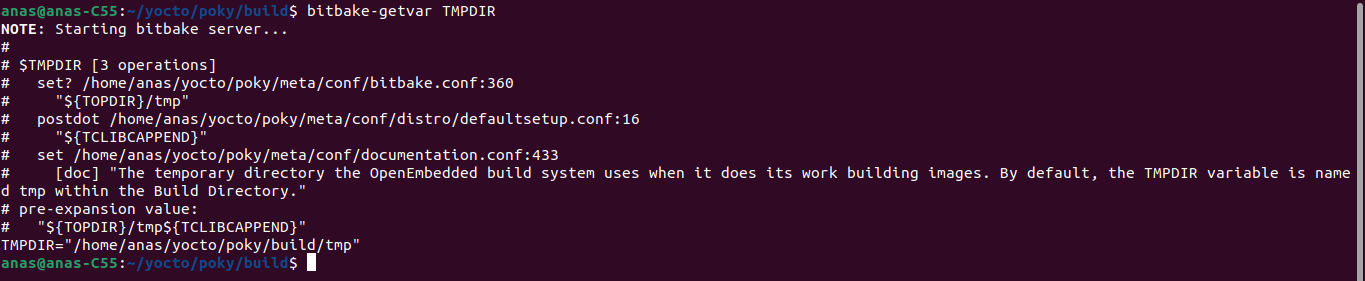 anas@anas-C55:~/yocto/poky/build$ bitbake-getvar TMPDIR
NOTE: Starting bitbake server...
#
# $TMPDIR [3 operations]
#   set? /home/anas/yocto/poky/meta/conf/bitbake.conf:360
#     "${TOPDIR}/tmp"
#   postdot /home/anas/yocto/poky/meta/conf/distro/defaultsetup.conf:16
#     "${TCLIBCAPPEND}"
#   set /home/anas/yocto/poky/meta/conf/documentation.conf:433
#     [doc] "The temporary directory the OpenEmbedded build system uses when it does its work building images. By default, the TMPDIR variable is name
d tmp within the Build Directory."
# pre-expansion value:
#   "${TOPDIR}/tmp${TCLIBCAPPEND}"
TMPDIR="/home/anas/yocto/poky/build/tmp"
anas@anas-C55:~/yocto/poky/build$